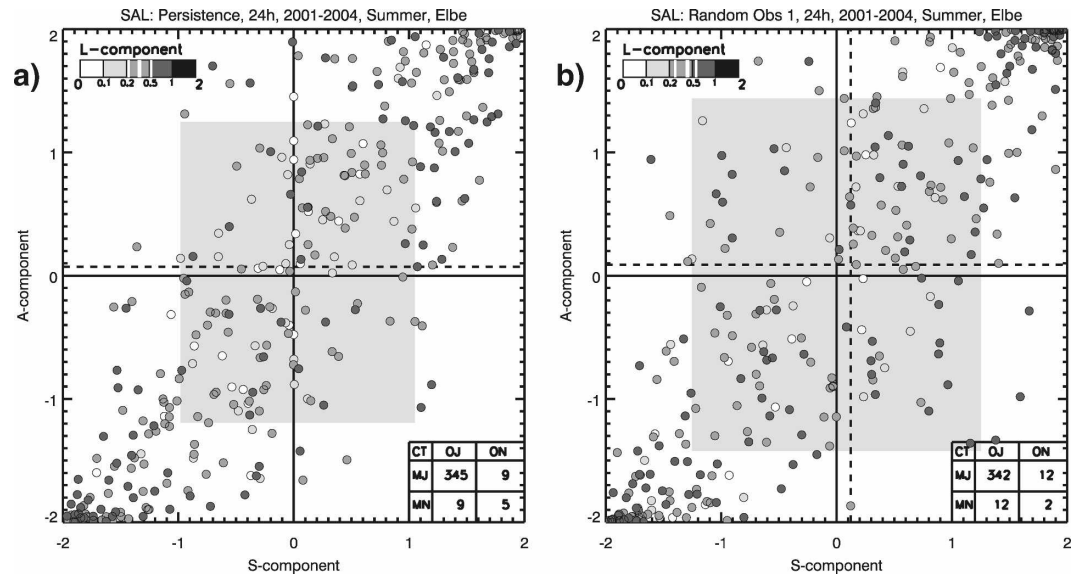 SAL: Persistence, 24h, 2001-2004, Summer, Elbe
a)
L-component
0 0.1 0.2 0.5 1 2
2
1
0
-1
-2
A-component
-2 -1 0 1 2
S-component
CT OJ ON
MJ 345 9
MN 9 5
SAL: Random Obs 1, 24h, 2001-2004, Summer, Elbe
b)
L-component
0 0.1 0.2 0.5 1 2
2
1
0
-1
-2
A-component
-2 -1 0 1 2
S-component
CT OJ ON
MJ 342 12
MN 12 2